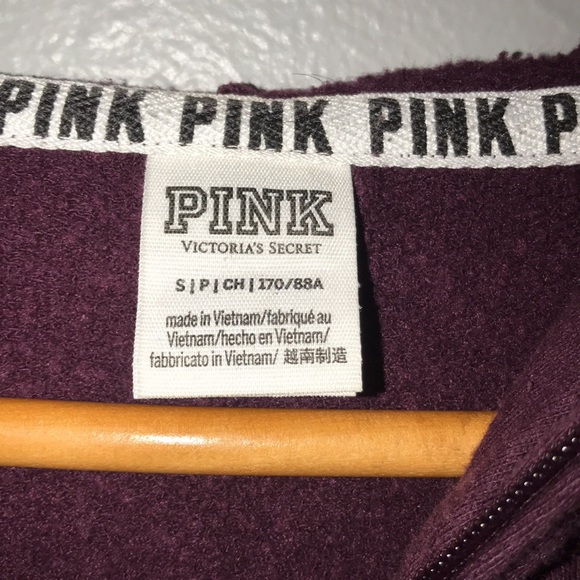 PINK PINK PINK P
PINK
VICTORIA'S SECRET
S | P | CH | 170/88A
made in Vietnam/fabriqué au
Vietnam/hecho en Vietnam/
fabbricato in Vietnam/ 越南制造